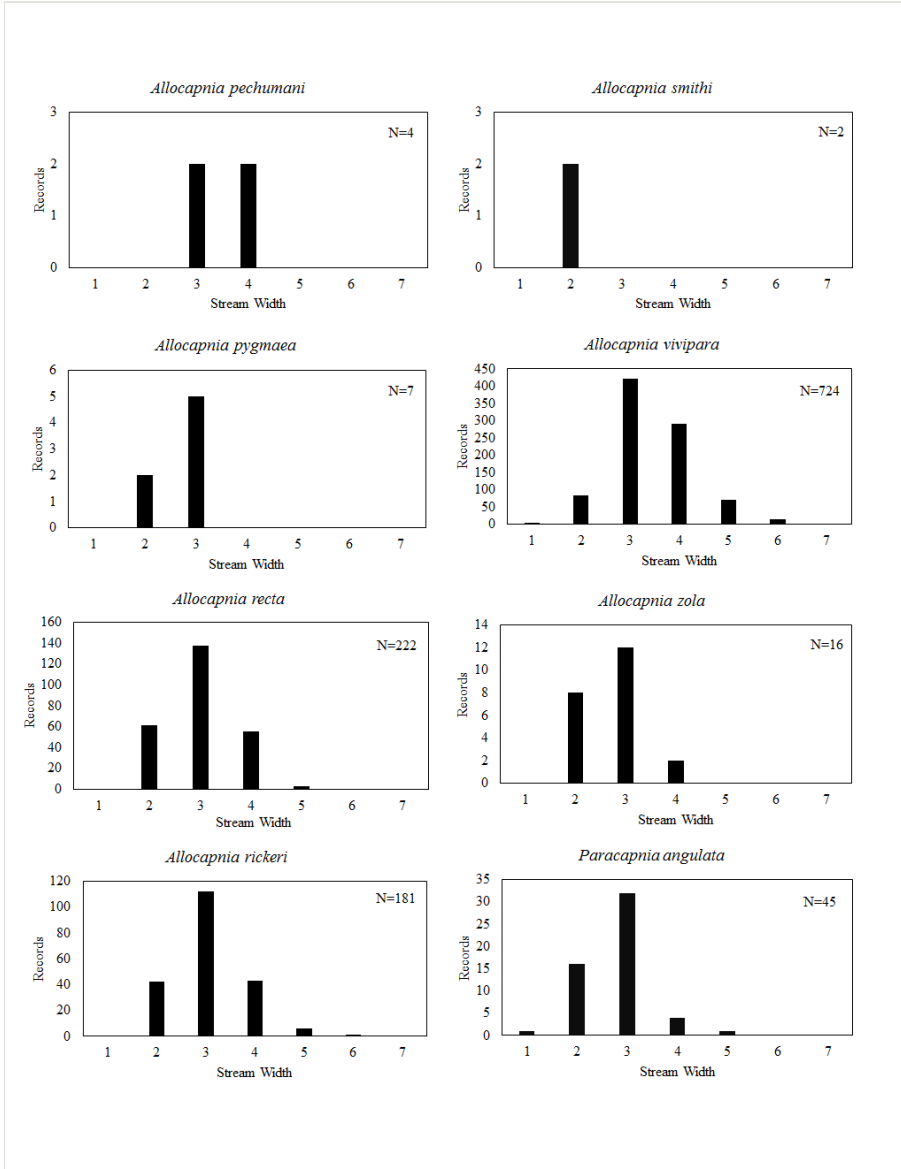 Allocapnia pechumani
3
2
1
0
Records
N=4
1 2 3 4 5 6 7
Stream Width
Allocapnia smithi
3
2
1
0
Records
N=2
1 2 3 4 5 6 7
Stream Width
Allocapnia pygmaea
6
5
4
3
2
1
0
Records
N=7
1 2 3 4 5 6 7
Stream Width
Allocapnia vivipara
450
400
350
300
250
200
150
100
50
0
Records
N=724
1 2 3 4 5 6 7
Stream Width
Allocapnia recta
160
140
120
100
80
60
40
20
0
Records
N=222
1 2 3 4 5 6 7
Stream Width
Allocapnia zola
14
12
10
8
6
4
2
0
Records
N=16
1 2 3 4 5 6 7
Stream Width
Allocapnia rickeri
120
100
80
60
40
20
0
Records
N=181
1 2 3 4 5 6 7
Stream Width
Paracapnia angulata
35
30
25
20
15
10
5
0
Records
N=45
1 2 3 4 5 6 7
Stream Width